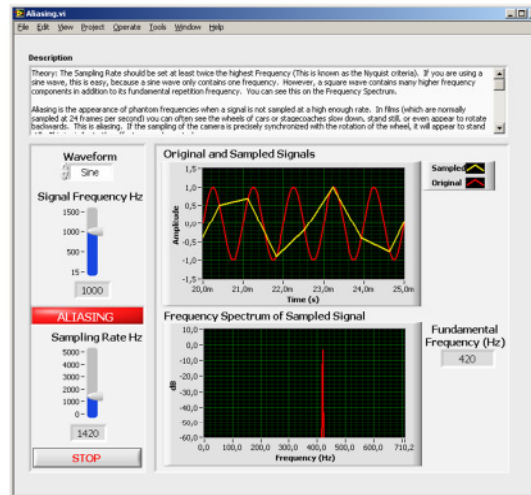 Aliasing.vi
File Edit View Project Operate Tools Window Help
Description
Theory: The Sampling Rate should be set at least twice the highest Frequency (This is known as the Nyquist criteria). If you are using a
sine wave, this is easy, because a sine wave only contains one frequency. However, a square wave contains many higher frequency
components in addition to its fundamental repetition frequency. You can see this on the Frequency Spectrum.
Aliasing is the appearance of phantom frequencies when a signal is not sampled at a high enough rate. In films (which are normally
sampled at 24 frames per second) you can often see the wheels of cars or stagecoaches slow down, stand still, or even appear to rotate
backwards. This is aliasing. If the sampling of the camera is precisely synchronized with the rotation of the wheel, it will appear to stand
Waveform
Sine
Signal Frequency Hz
1500
1000
500
15
1000
ALIASING
Sampling Rate Hz
5000
4000
3000
2000
1000
0
1420
STOP
Original and Sampled Signals
Sampled
Original
Amplitude
1,5
1,0
0,5
0,0
-0,5
-1,0
-1,5
20,0m 21,0m 22,0m 23,0m 24,0m 25,0m
Time (s)
Frequency Spectrum of Sampled Signal
dB
10,0
0,0
-10,0
-20,0
-30,0
-40,0
-50,0
-60,0
0,0 100,0 200,0 300,0 400,0 500,0 600,0 710,2
Frequency (Hz)
Fundamental
Frequency (Hz)
420